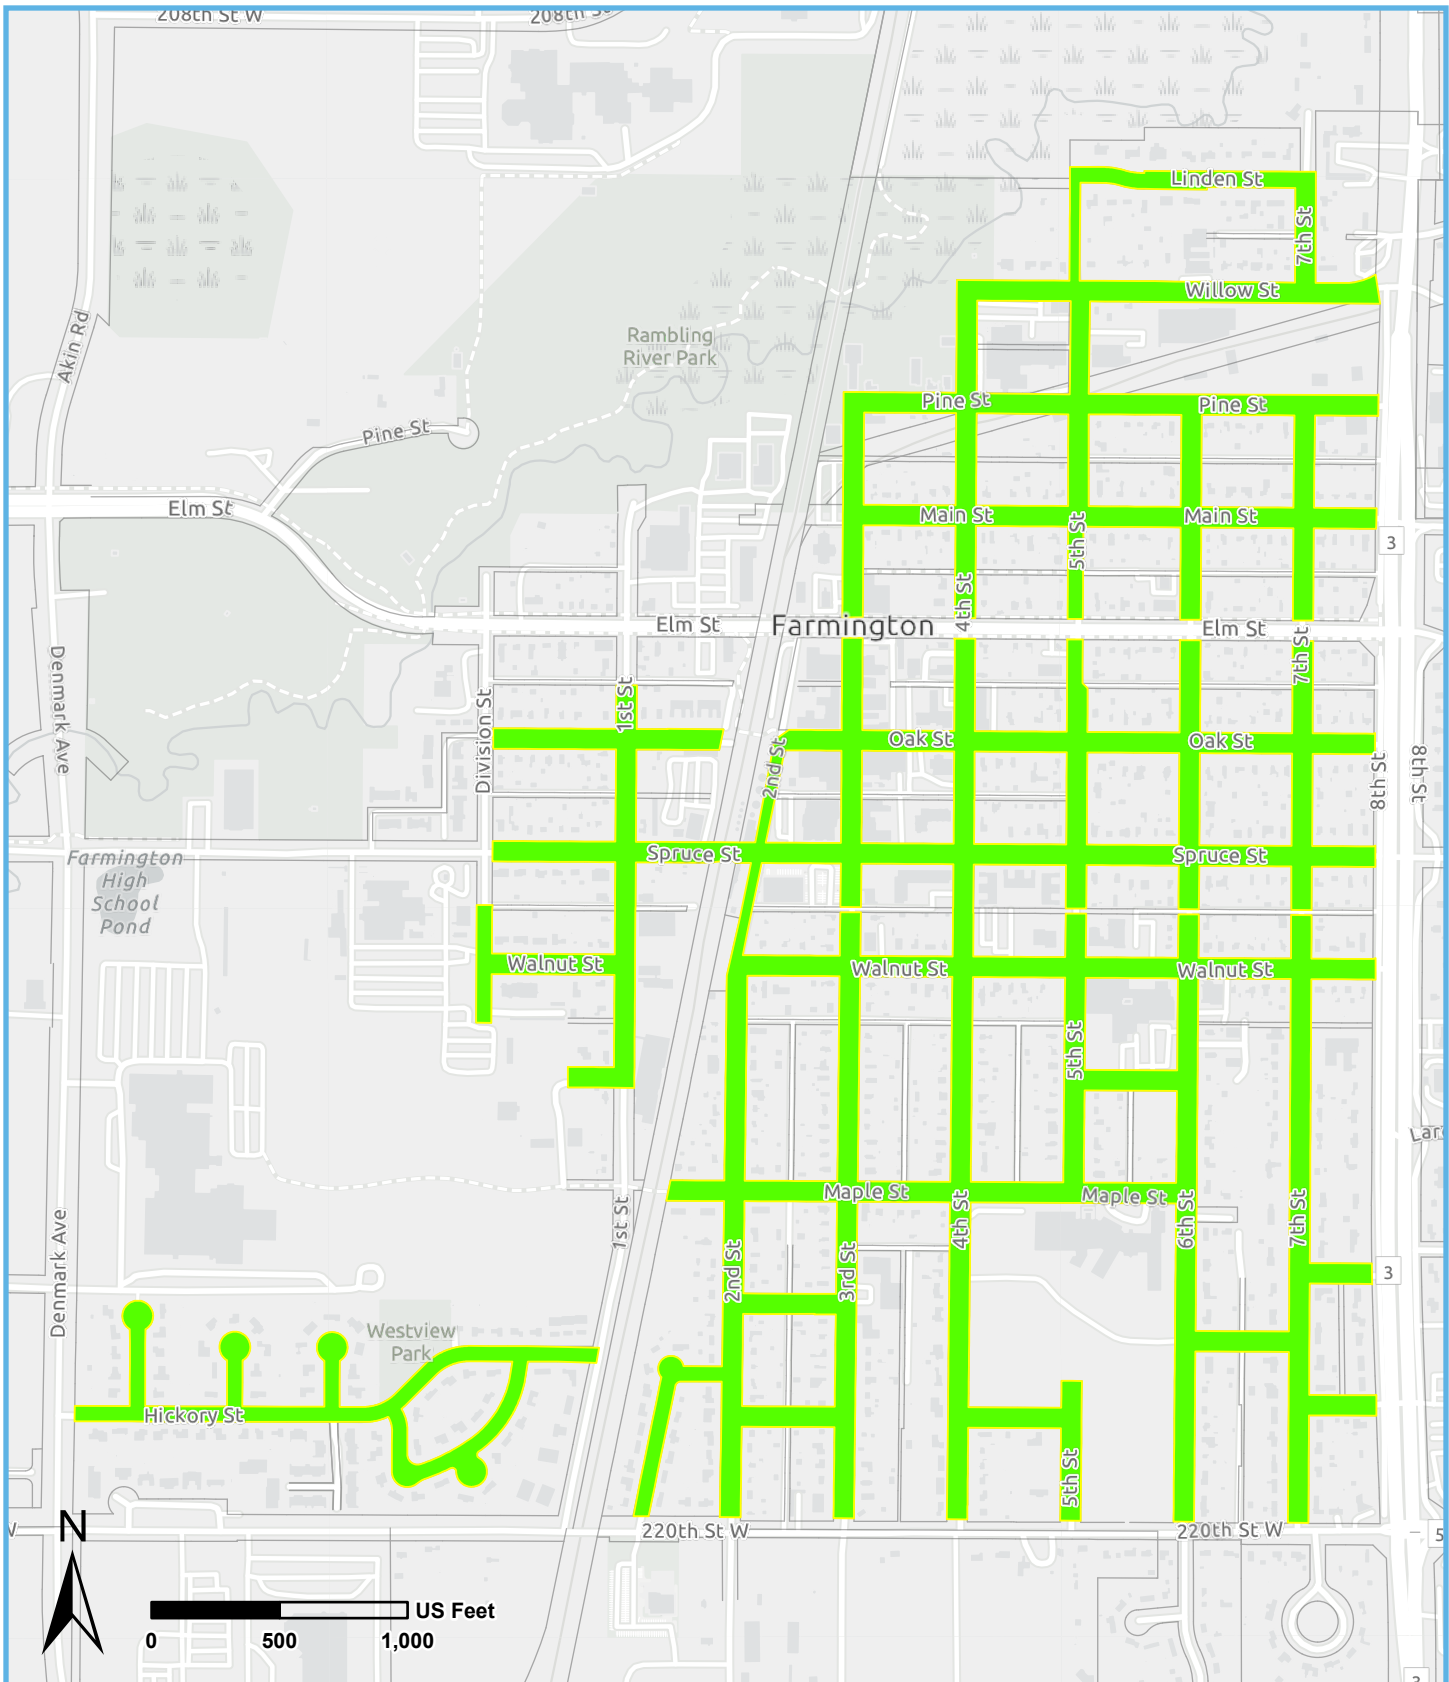 208th St W
208th St
Linden St
7th St
Willow St
Akin Rd
Rambling
River Park
Pine St
Pine St
Pine St
Elm St
Main St
Main St
5th St
3
4th St
Elm St
Farmington
Elm St
7th St
Denmark Ave
1st St
Division St
Oak St
Oak St
2nd St
8th St
8th St
Farmington
High
School
Pond
Spruce St
Spruce St
Walnut St
Walnut St
Walnut St
5th St
Maple St
Maple St
1st St
4th St
6th St
7th St
Denmark Ave
2nd St
3rd St
3
Westview
Park
Hickory St
5th St
N
220th St W
220th St W
5
US Feet
0
500
1,000